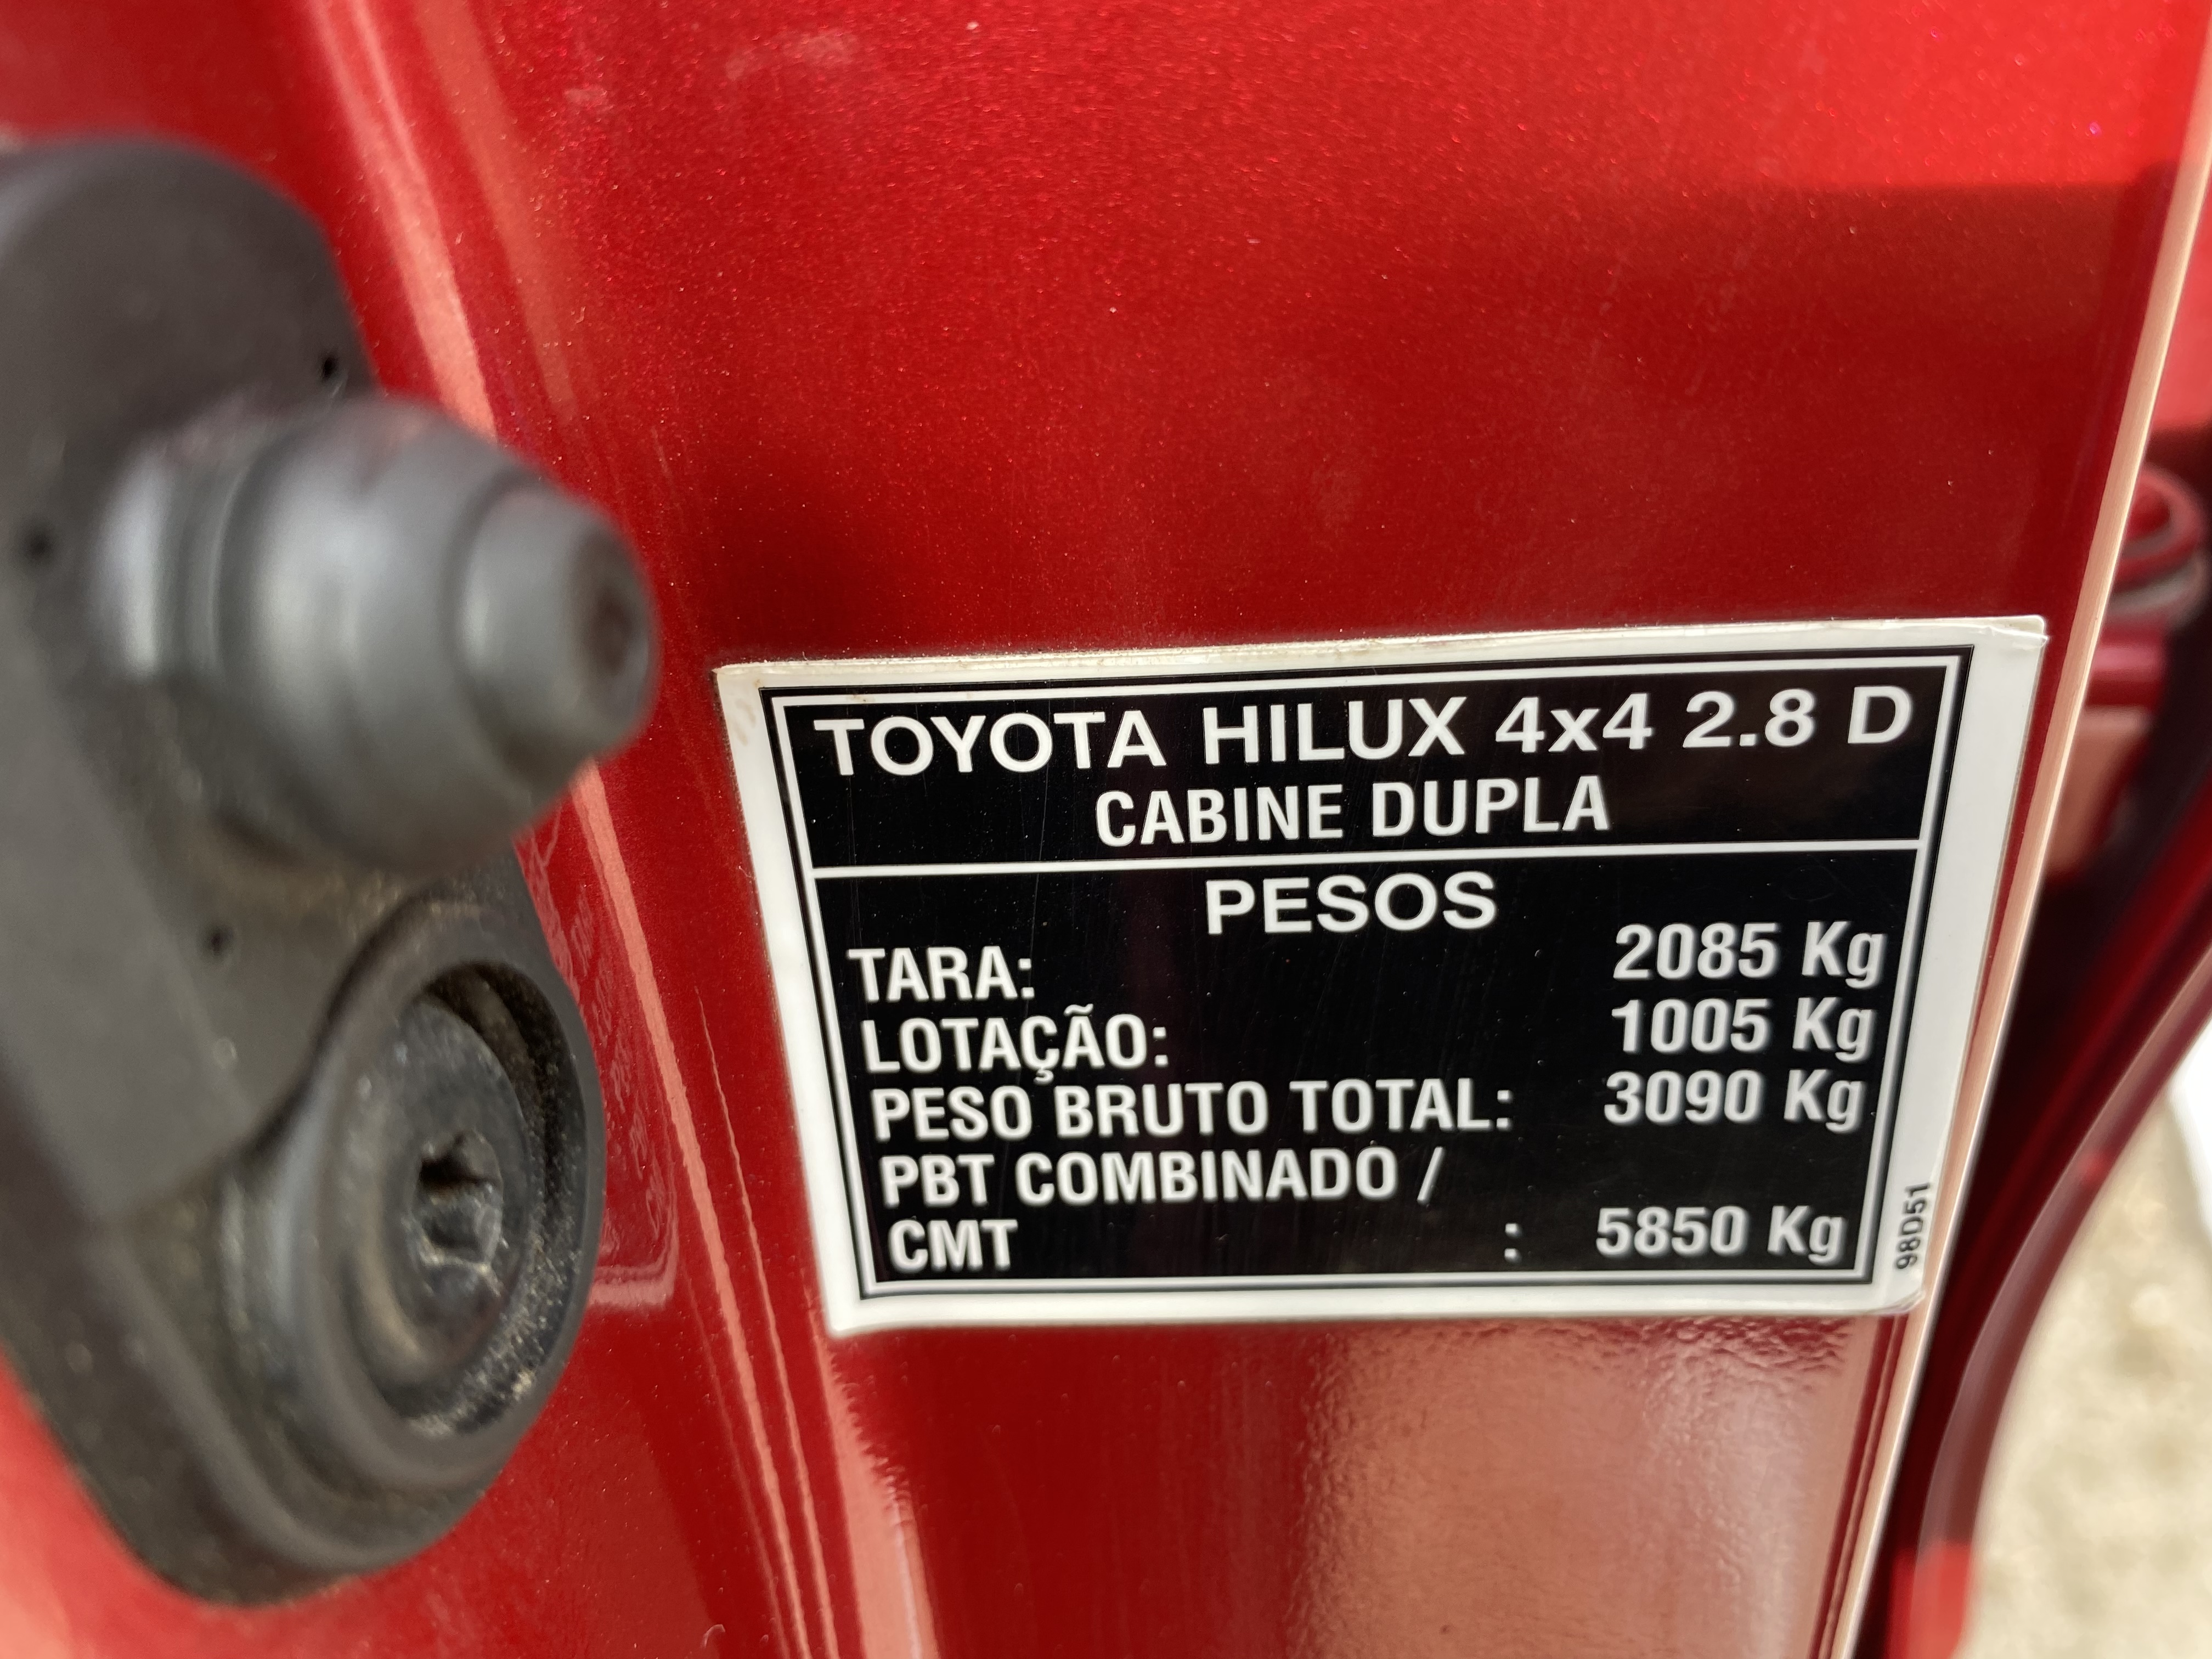 TOYOTA HILUX 4x4 2.8 D
CABINE DUPLA
PESOS
TARA: 2085 Kg
LOTAÇÃO: 1005 Kg
PESO BRUTO TOTAL: 3090 Kg
PBT COMBINADO /
CMT : 5850 Kg
98D51